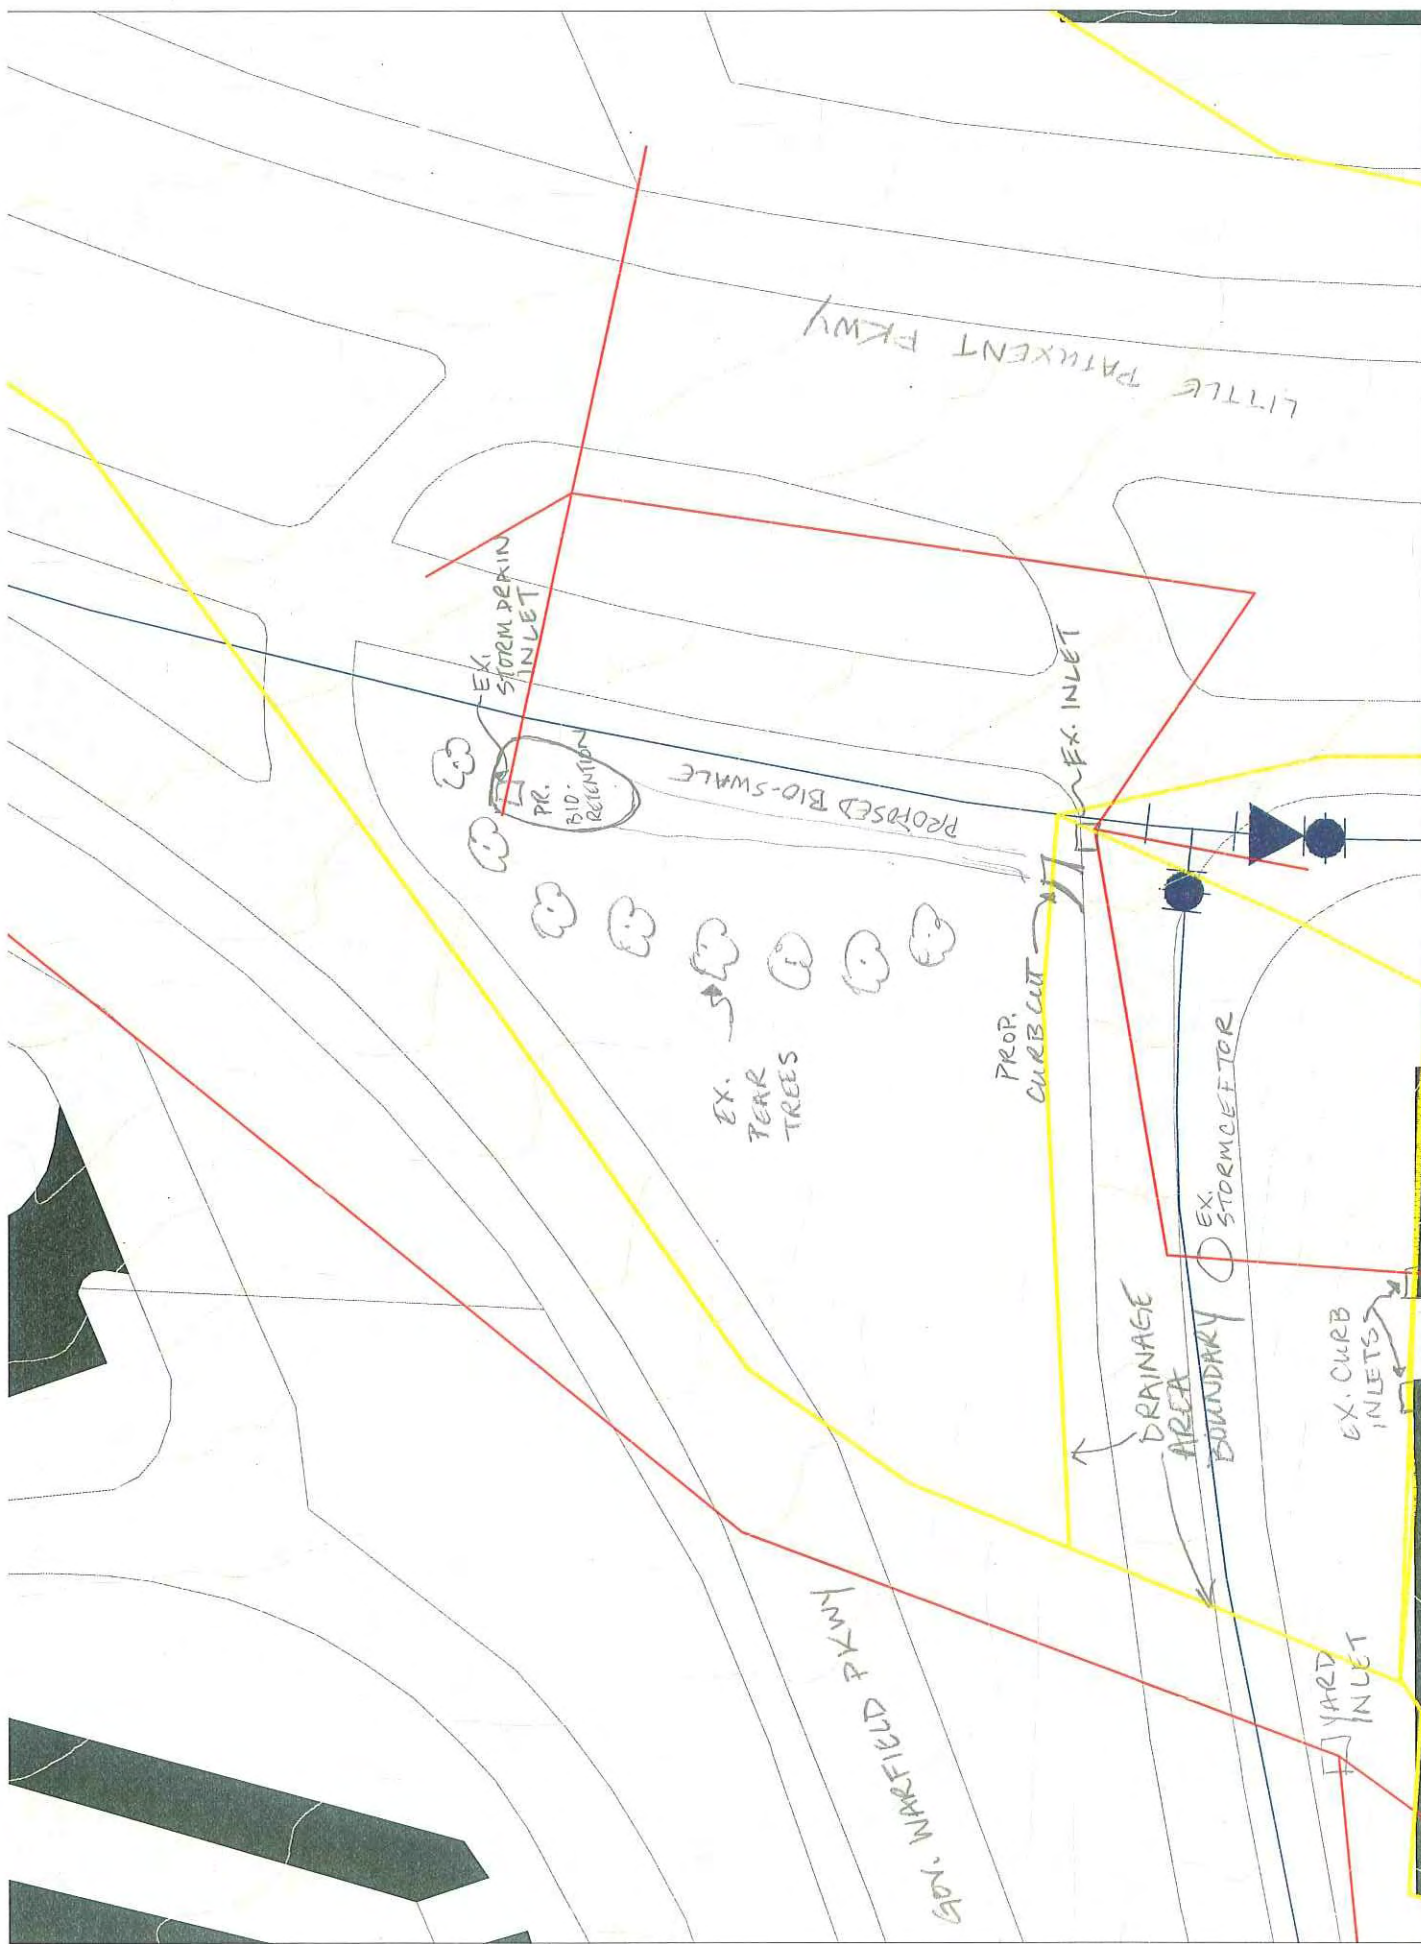 LITTLE PATUXENT PKWY
EX.
STORM DRAIN
INLET
PR.
BIO-
RETENTION
PROPOSED BIO-SWALE
EX. INLET
PROP.
CURB CUT
EX.
PEAR
TREES
EX.
STORMCEPTOR
DRAINAGE
AREA
BOUNDARY
EX. CURB
INLETS
YARD
INLET
GOV. WARFIELD PKWY